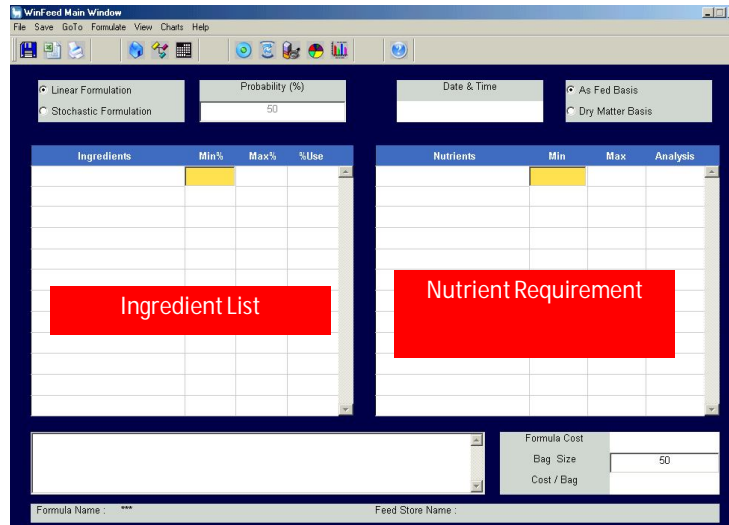 WinFeed Main Window
File Save GoTo Formulate View Charts Help
Linear Formulation
Stochastic Formulation
Probability (%)
50
Date & Time
As Fed Basis
Dry Matter Basis
Ingredients Min% Max% %Use
Nutrients Min Max Analysis
Ingredient List
Nutrient Requirement
Formula Cost
Bag Size 50
Cost / Bag
Formula Name : *** Feed Store Name :